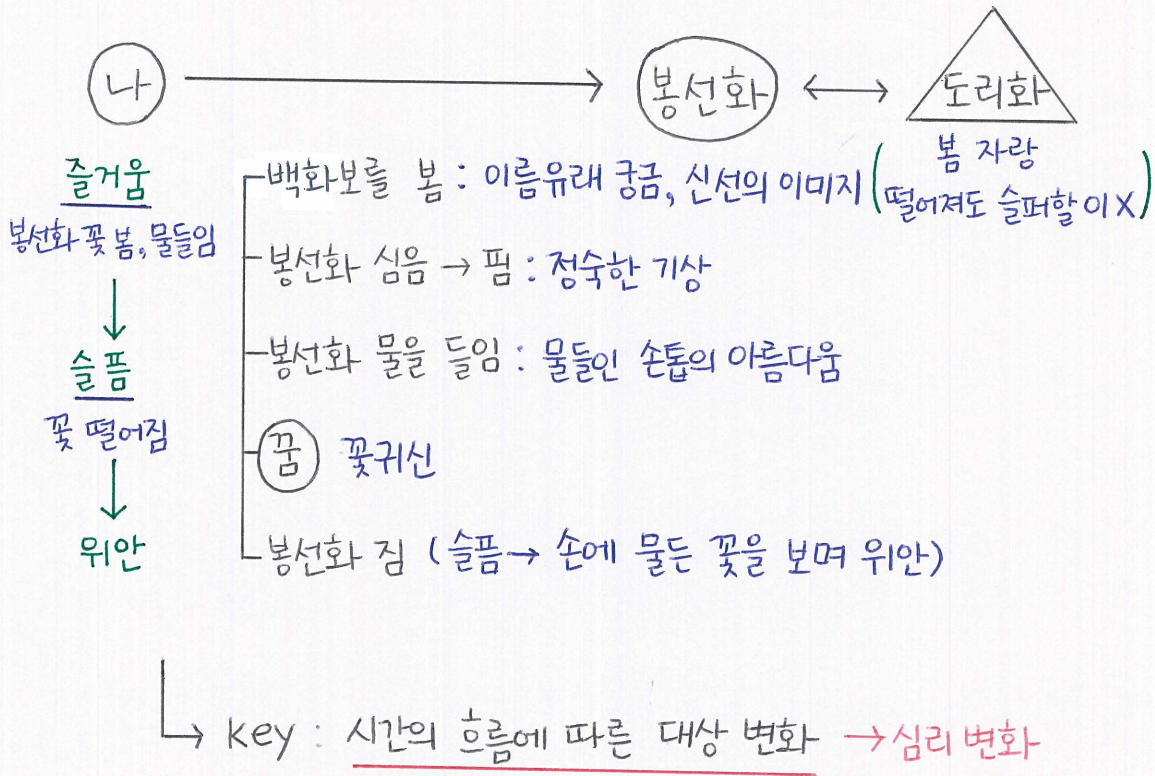 나 → 봉선화 ↔ 도리화
즐거움
봉선화 꽃 봄, 물들임
↓
슬픔
꽃 떨어짐
↓
위안
백화보를 봄 : 이름유래 궁금, 신선의 이미지 (봄 자랑
떨어져도 슬퍼할 이 X)
봉선화 심음 → 핌 : 정숙한 기상
봉선화 물을 들임 : 물들인 손톱의 아름다움
꿈 꽃귀신
봉선화 짐 (슬픔 → 손에 물든 꽃을 보며 위안)
↳ key : 시간의 흐름에 따른 대상 변화 → 심리 변화